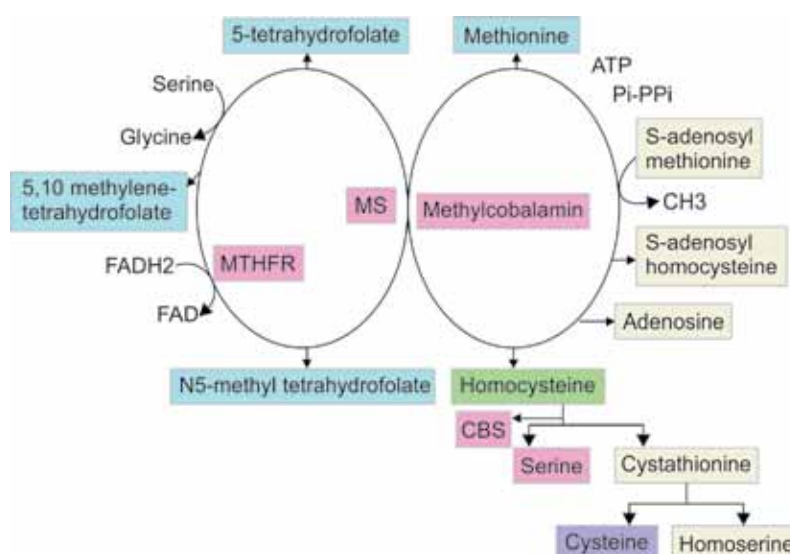 5-tetrahydrofolate
Methionine
ATP
Pi-PPi
Serine
Glycine
S-adenosyl
methionine
5,10 methylene-
tetrahydrofolate
MS
Methylcobalamin
CH3
FADH2
MTHFR
S-adenosyl
homocysteine
FAD
Adenosine
N5-methyl tetrahydrofolate
Homocysteine
CBS
Serine
Cystathionine
Cysteine
Homoserine